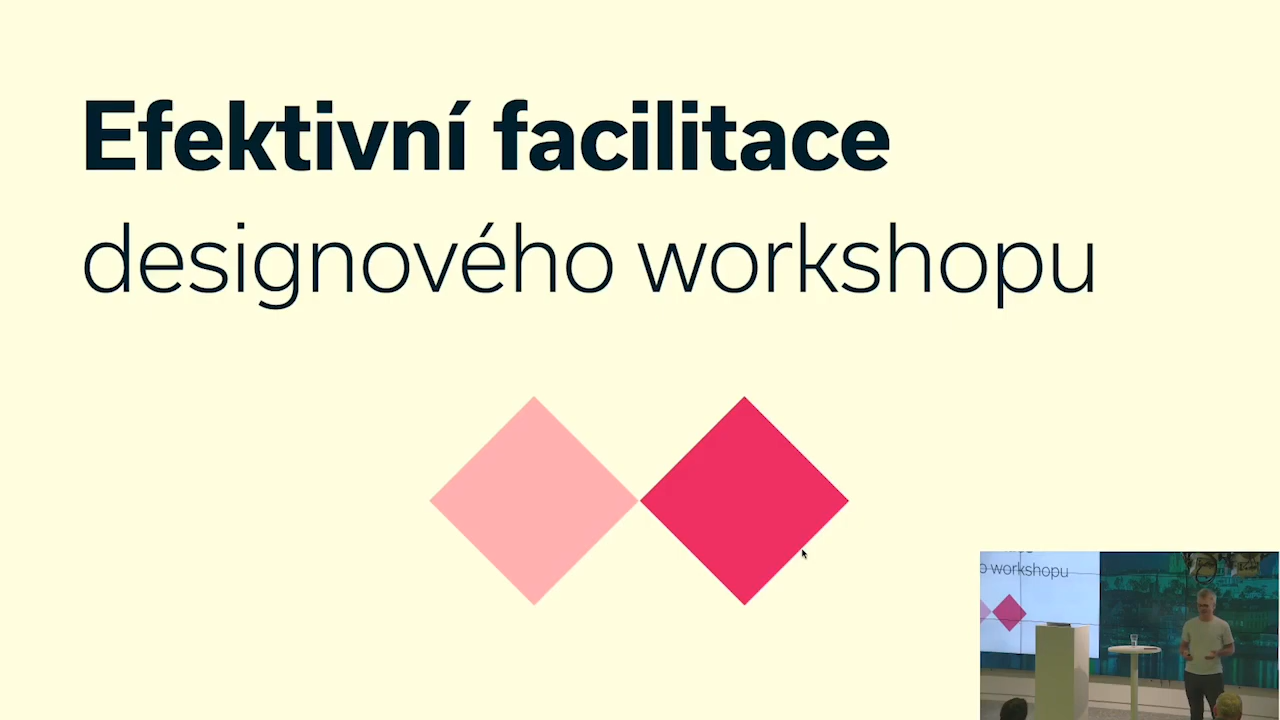 Efektivní facilitace
designového workshopu
o workshopu